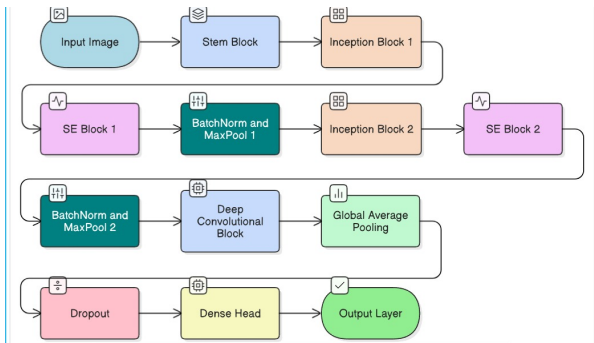 Input Image
Stem Block
Inception Block 1
SE Block 1
BatchNorm and
MaxPool 1
Inception Block 2
SE Block 2
BatchNorm and
MaxPool 2
Deep
Convolutional
Block
Global Average
Pooling
Dropout
Dense Head
Output Layer